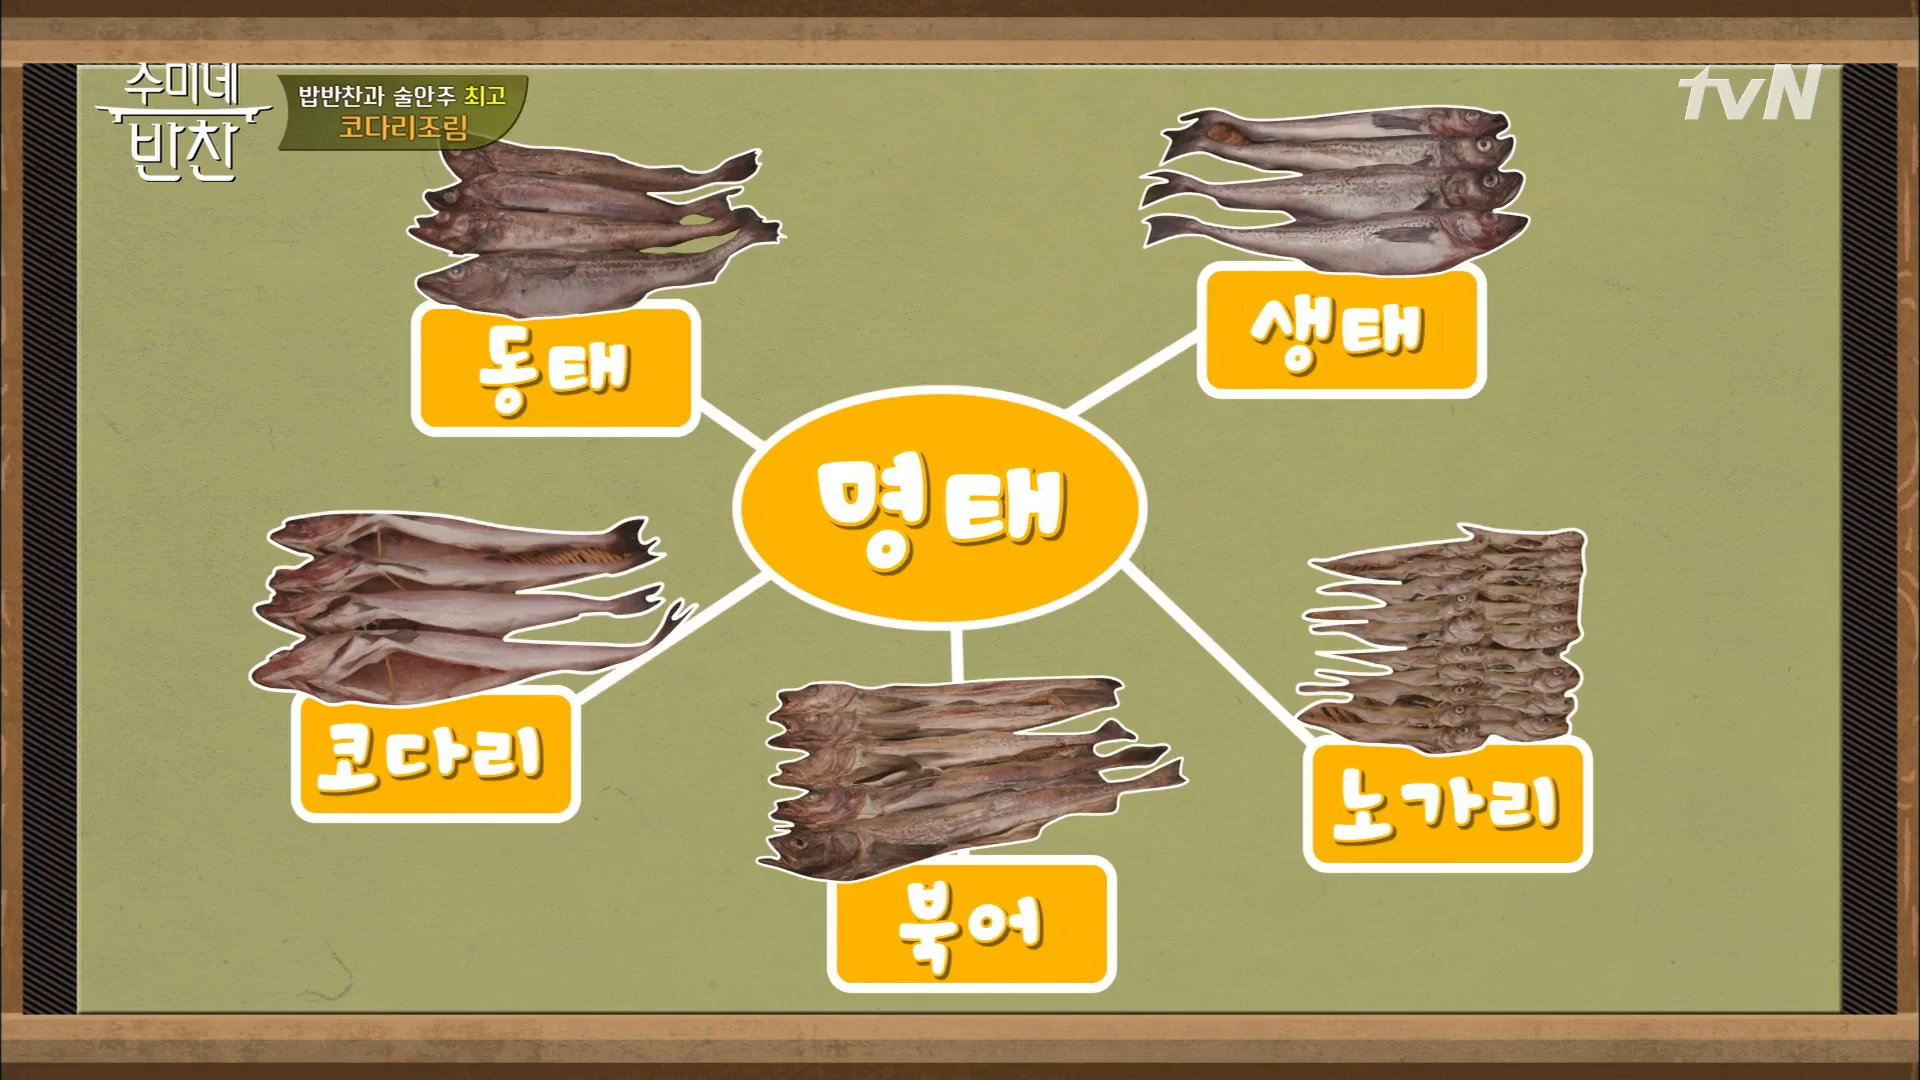 수미네
반찬
밥반찬과 술안주 최고
코다리조림
tvN
동태
생태
명태
코다리
노가리
북어